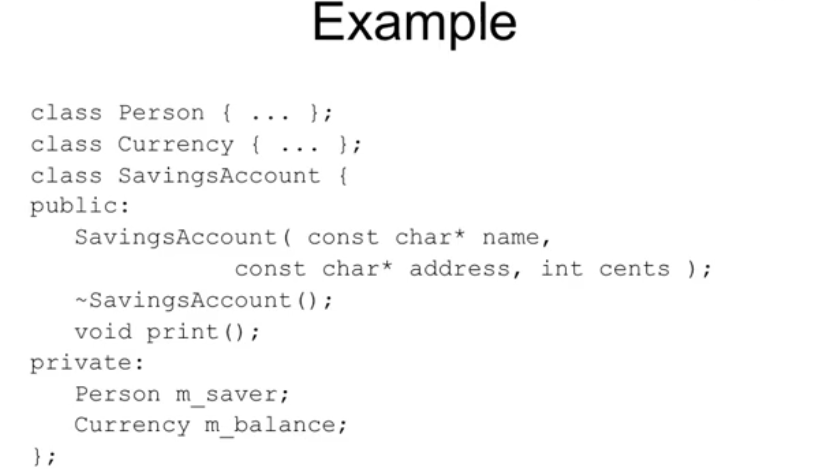 Example
class Person { ... };
class Currency { ... };
class SavingsAccount {
public:
   SavingsAccount( const char* name,
              const char* address, int cents );
   ~SavingsAccount();
   void print();
private:
   Person m_saver;
   Currency m_balance;
};